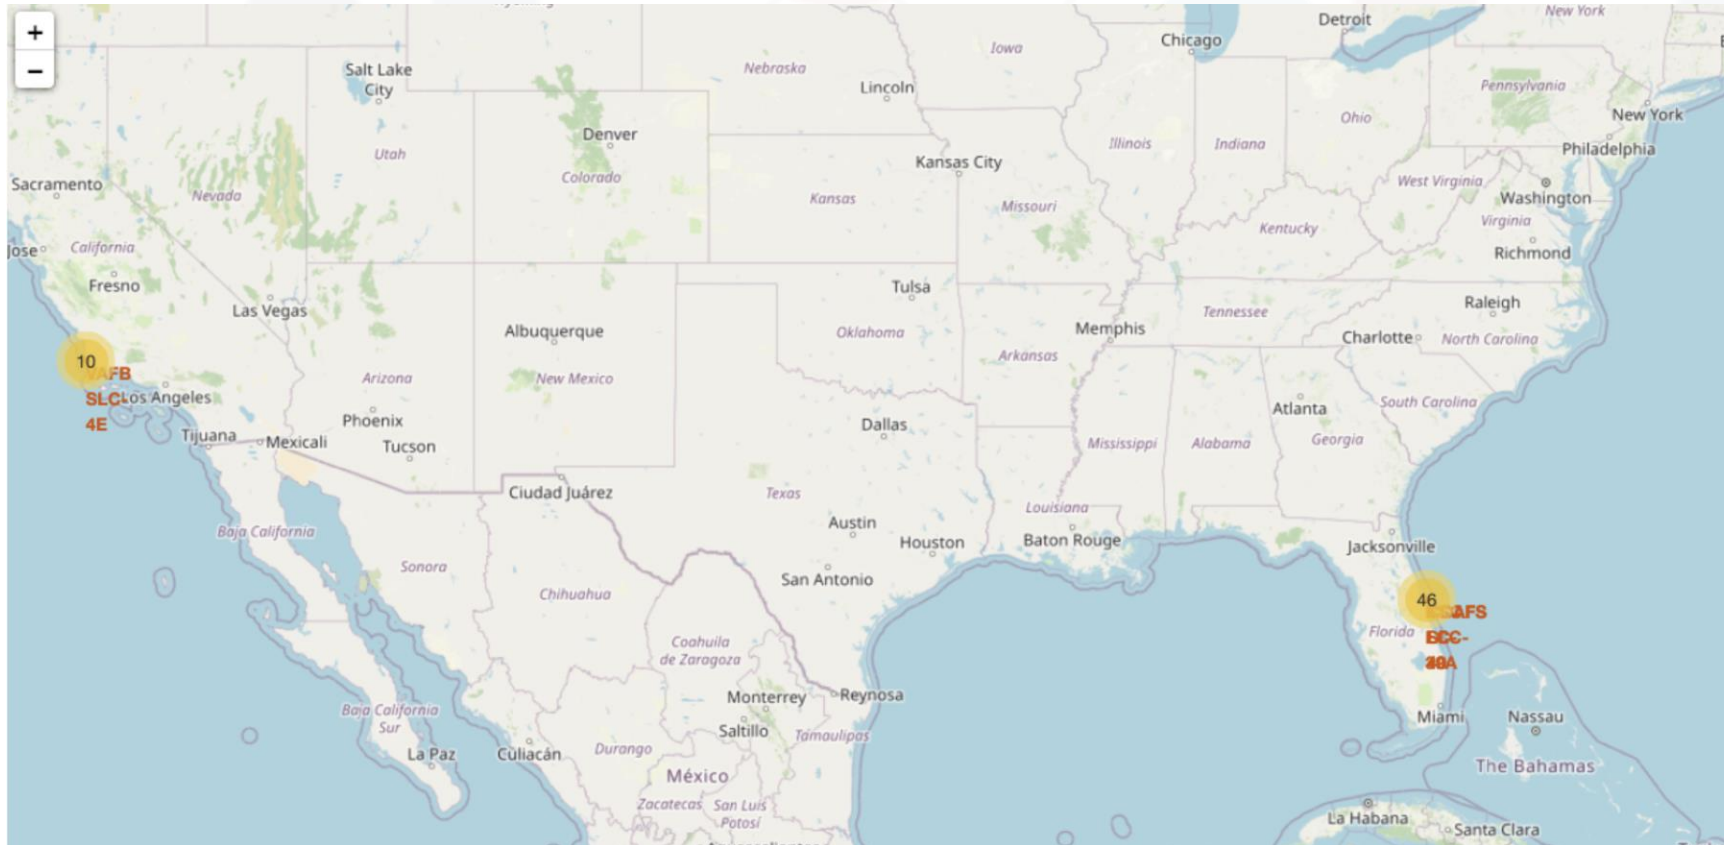 Wyoming
Detroit
New York
Chicago
Iowa
Salt Lake
City
Nebraska
Lincoln
Pennsylvania
New York
Denver
Ohio
Illinois
Indiana
Philadelphia
Utah
Kansas City
Colorado
Sacramento
Nevada
Kansas
Missouri
West Virginia
Washington
Virginia
Kentucky
Jose
California
Richmond
Fresno
Tulsa
Las Vegas
Raleigh
Tennessee
Albuquerque
Oklahoma
Memphis
Charlotte
North Carolina
10
Arkansas
VAFB
Arizona
New Mexico
SLC-
Los Angeles
4E
Atlanta
South Carolina
Phoenix
Dallas
Tijuana
Mexicali
Tucson
Mississippi
Alabama
Georgia
Ciudad Juárez
Texas
Louisiana
Austin
Baja California
Houston
Baton Rouge
Jacksonville
Sonora
San Antonio
Chihuahua
46
Florida
Coahuila
de Zaragoza
Monterrey
Reynosa
Baja California
Sur
Saltillo
Tamaulipas
Miami
Nassau
La Paz
Culiacán
Durango
México
The Bahamas
Zacatecas
San Luis
Potosí
La Habana
Santa Clara